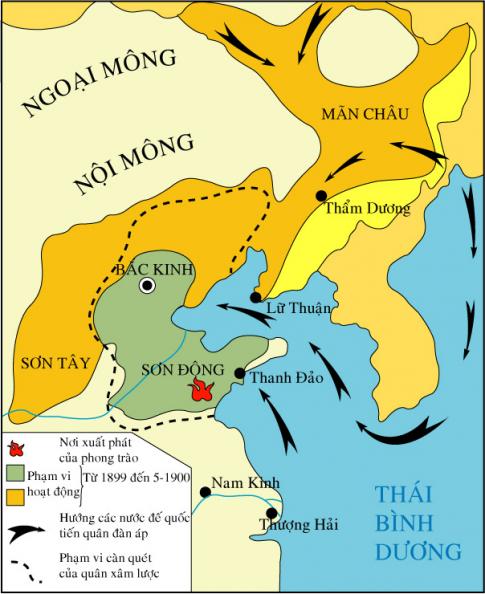 NGOẠI MÔNG
MÃN CHÂU
NỘI MÔNG
Thẩm Dương
BẮC KINH
Lữ Thuận
SƠN TÂY
SƠN ĐỘNG
Thanh Đảo
Nam Kinh
Thượng Hải
THÁI
BÌNH
DƯƠNG
Nơi xuất phát
của phong trào
Phạm vi
hoạt động
Từ 1899 đến 5-1900
Hướng các nước đế quốc
tiến quân đàn áp
Phạm vi càn quét
của quân xâm lược